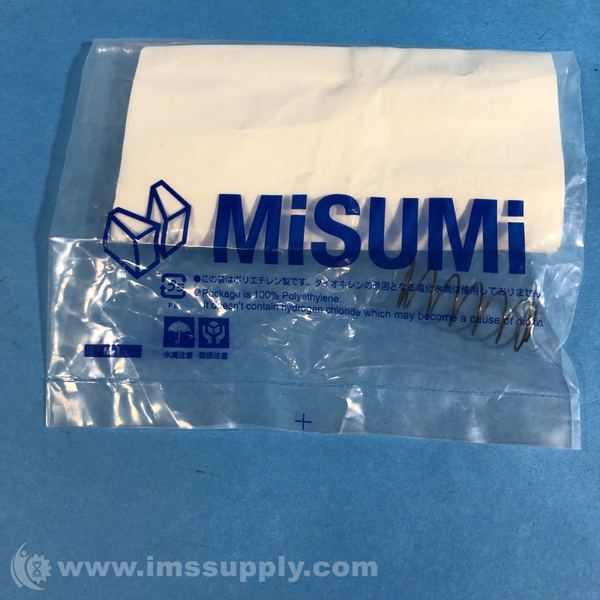 MiSUMi
●この袋はポリエチレン製です。ダイオキシンの原因となる塩化水素は使用しておりません
●Package is 100% Polyethylene.
It doesn't contain hydrogen chloride which may become a cause of dioxin
プラ
PE
水濡注意 取扱注意
www.imssupply.com